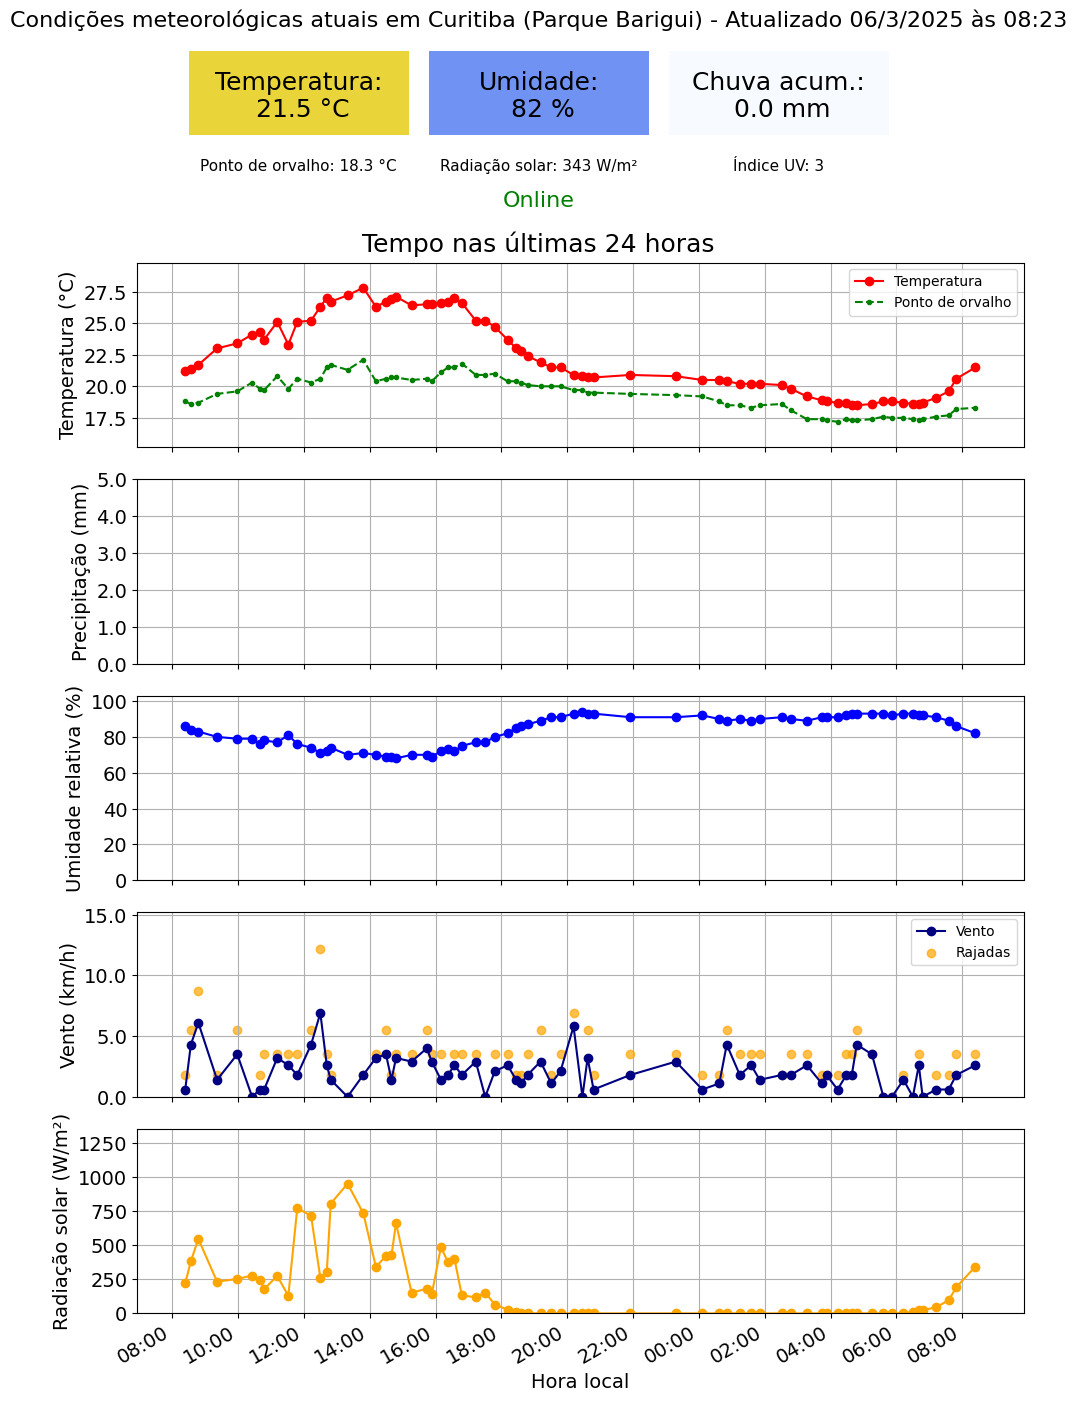 Condições meteorológicas atuais em Curitiba (Parque Barigui) - Atualizado 06/3/2025 às 08:23
Temperatura:
21.5 °C
Umidade:
82 %
Chuva acum.:
0.0 mm
Ponto de orvalho: 18.3 °C
Radiação solar: 343 W/m²
Índice UV: 3
Online
Tempo nas últimas 24 horas
Temperatura (°C)
27.5
25.0
22.5
20.0
17.5
Temperatura
Ponto de orvalho
Precipitação (mm)
5.0
4.0
3.0
2.0
1.0
0.0
Umidade relativa (%)
100
80
60
40
20
0
Vento (km/h)
15.0
10.0
5.0
0.0
Vento
Rajadas
Radiação solar (W/m²)
1250
1000
750
500
250
0
08:00
10:00
12:00
14:00
16:00
18:00
20:00
22:00
00:00
02:00
04:00
06:00
08:00
Hora local